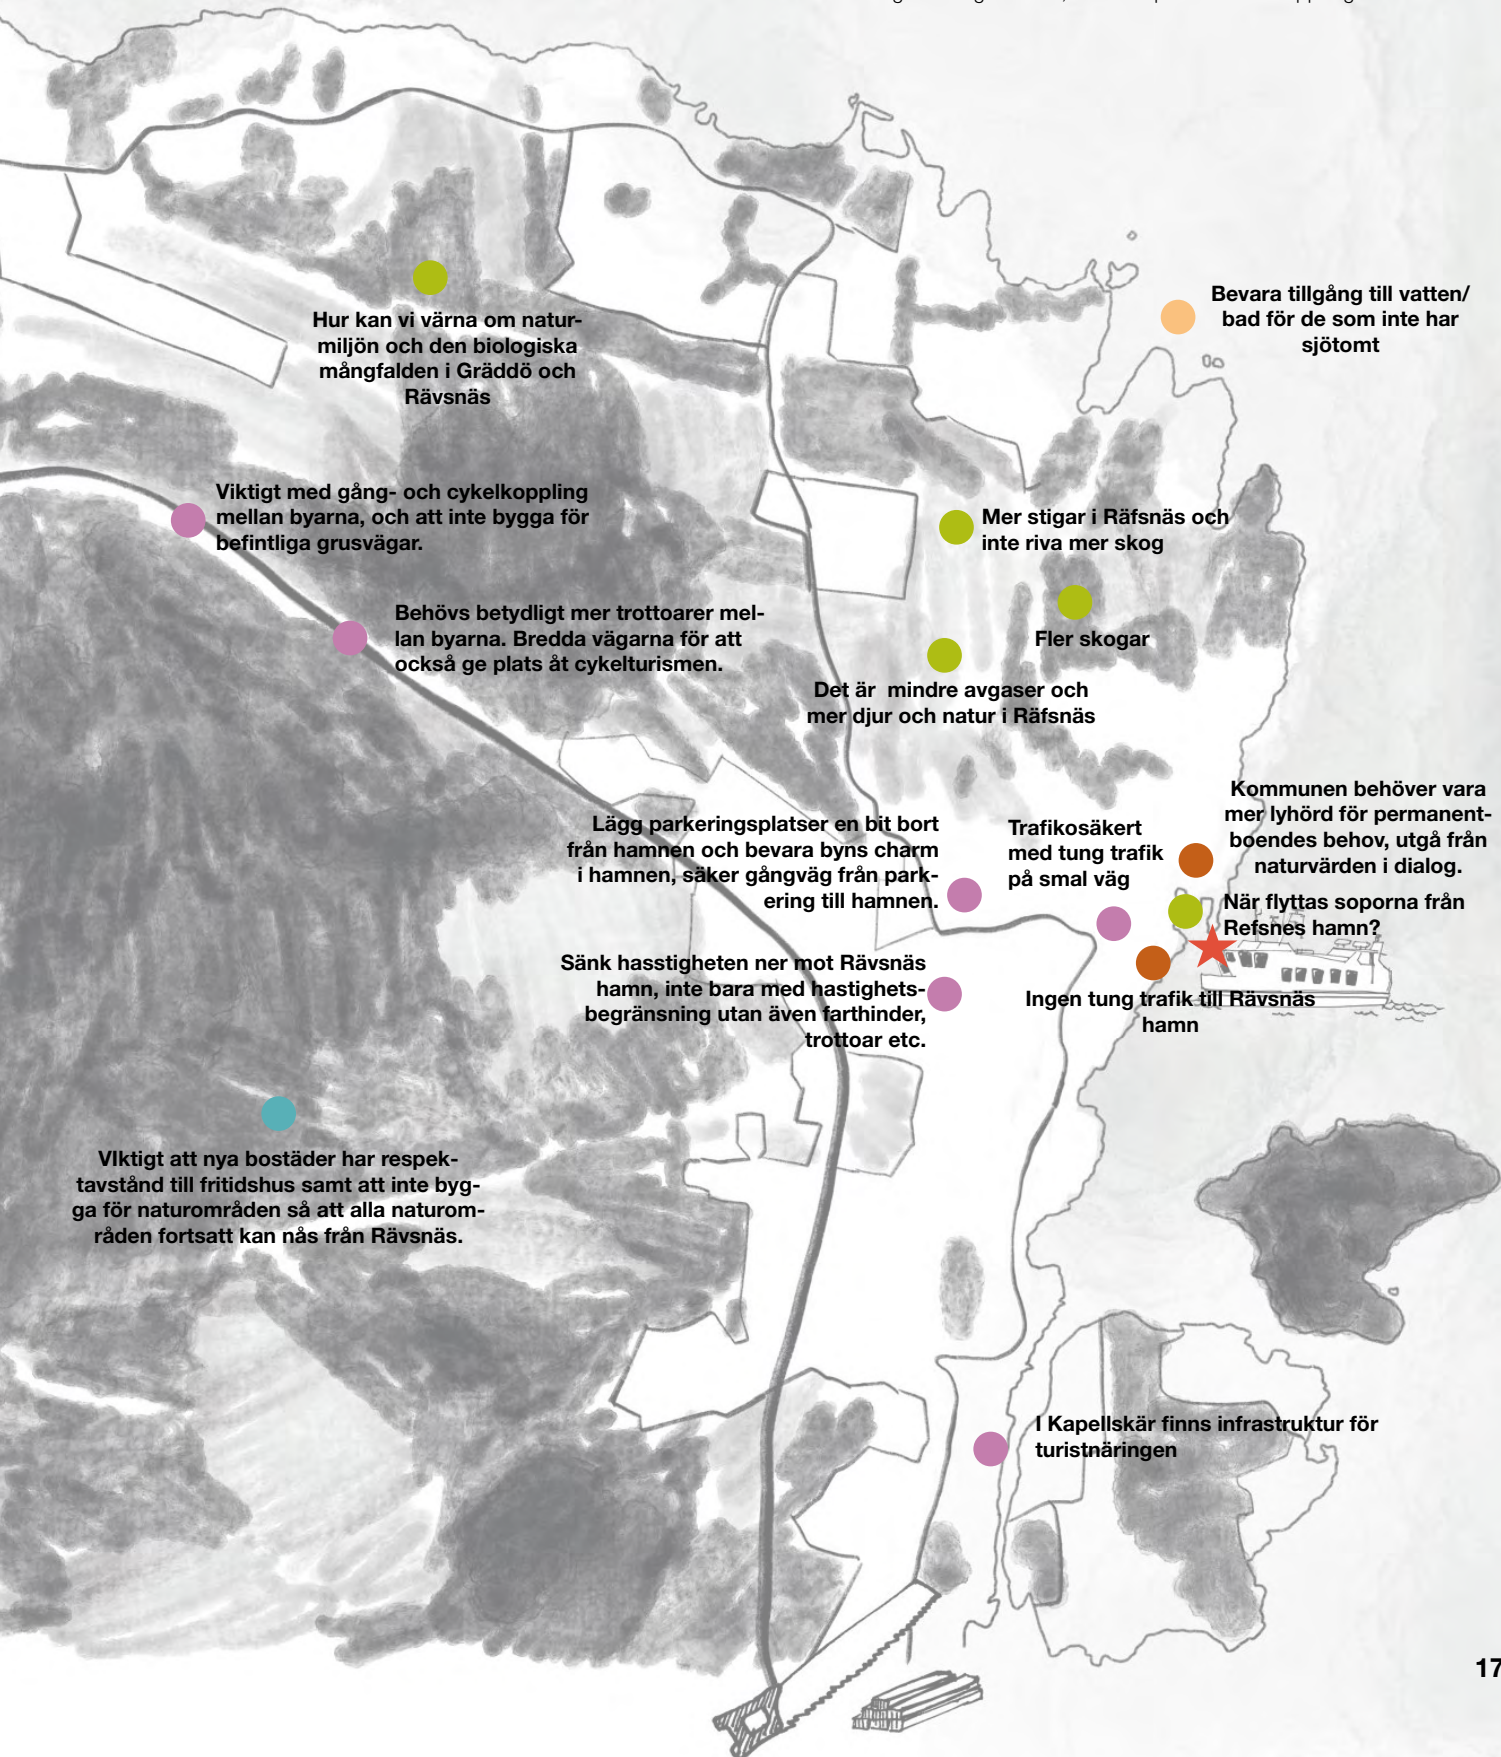 Bevara tillgång till vatten/
bad för de som inte har
sjötomt
Hur kan vi värna om natur-
miljön och den biologiska
mångfalden i Gräddö och
Rävsnäs
Viktigt med gång- och cykelkoppling
mellan byarna, och att inte bygga för
befintliga grusvägar.
Mer stigar i Räfsnäs och
inte riva mer skog
Behövs betydligt mer trottoarer mel-
lan byarna. Bredda vägarna för att
också ge plats åt cykelturismen.
Fler skogar
Det är mindre avgaser och
mer djur och natur i Räfsnäs
Kommunen behöver vara
mer lyhörd för permanent-
boendes behov, utgå från
naturvärden i dialog.
Lägg parkeringsplatser en bit bort
från hamnen och bevara byns charm
i hamnen, säker gångväg från park-
ering till hamnen.
Trafikosäkert
med tung trafik
på smal väg
När flyttas soporna från
Refsnes hamn?
Sänk hasstigheten ner mot Rävsnäs
hamn, inte bara med hastighets-
begränsning utan även farthinder,
trottoar etc.
Ingen tung trafik till Rävsnäs
hamn
VIktigt att nya bostäder har respek-
tavstånd till fritidshus samt att inte byg-
ga för naturområden så att alla naturom-
råden fortsatt kan nås från Rävsnäs.
I Kapellskär finns infrastruktur för
turistnäringen
17